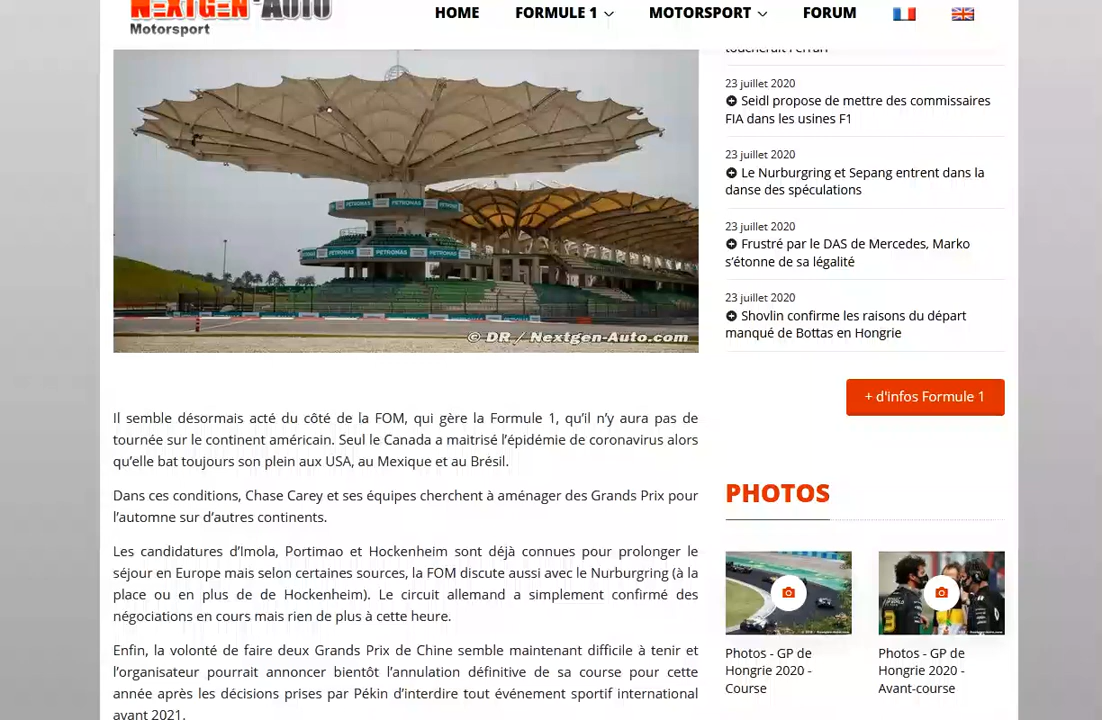 NEXTGEN-AUTO
Motorsport
HOME
FORMULE 1
MOTORSPORT
FORUM
PETRONAS
PETRONAS
PETRONAS PETRONAS PETRONAS
© DR / Nextgen-Auto.com
Il semble désormais acté du côté de la FOM, qui gère la Formule 1, qu’il n’y aura pas de
tournée sur le continent américain. Seul le Canada a maitrisé l’épidémie de coronavirus alors
qu’elle bat toujours son plein aux USA, au Mexique et au Brésil.
Dans ces conditions, Chase Carey et ses équipes cherchent à aménager des Grands Prix pour
l’automne sur d’autres continents.
Les candidatures d’Imola, Portimao et Hockenheim sont déjà connues pour prolonger le
séjour en Europe mais selon certaines sources, la FOM discute aussi avec le Nurburgring (à la
place ou en plus de de Hockenheim). Le circuit allemand a simplement confirmé des
négociations en cours mais rien de plus à cette heure.
Enfin, la volonté de faire deux Grands Prix de Chine semble maintenant difficile à tenir et
l’organisateur pourrait annoncer bientôt l’annulation définitive de sa course pour cette
année après les décisions prises par Pékin d’interdire tout événement sportif international
avant 2021.
toucherait Ferrari
23 juillet 2020
Seidl propose de mettre des commissaires
FIA dans les usines F1
23 juillet 2020
Le Nurburgring et Sepang entrent dans la
danse des spéculations
23 juillet 2020
Frustré par le DAS de Mercedes, Marko
s’étonne de sa légalité
23 juillet 2020
Shovlin confirme les raisons du départ
manqué de Bottas en Hongrie
+ d'infos Formule 1
PHOTOS
Photos - GP de
Hongrie 2020 -
Course
Photos - GP de
Hongrie 2020 -
Avant-course